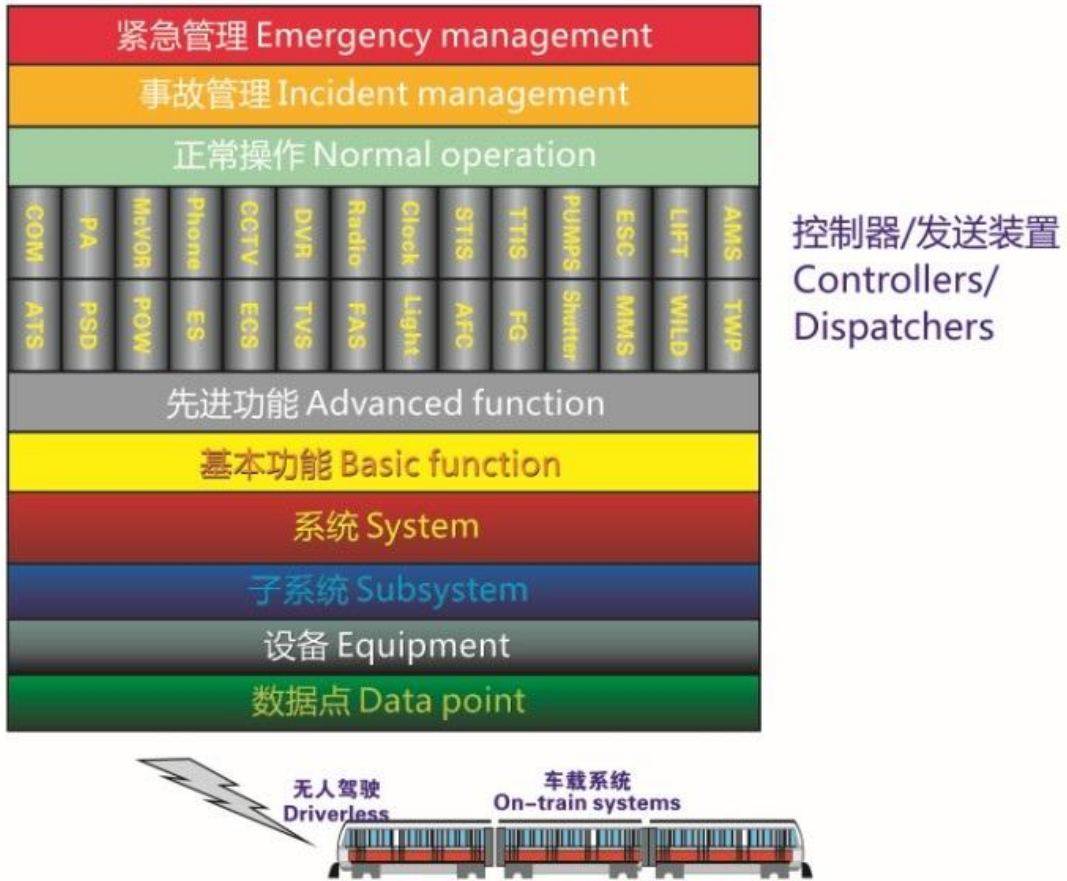 紧急管理 Emergency management
事故管理 Incident management
正常操作 Normal operation
COM PA McVOR Phone CCTV DVR Radio Clock STIS TTIS PUMPS ESC LIFT AMS
ATS PSD POW ES ECS TVS FAS Light AFC FG Shutter MMS WILD TWP
控制器/发送装置
Controllers/
Dispatchers
先进功能 Advanced function
基本功能 Basic function
系统 System
子系统 Subsystem
设备 Equipment
数据点 Data point
无人驾驶
Driverless
车载系统
On-train systems